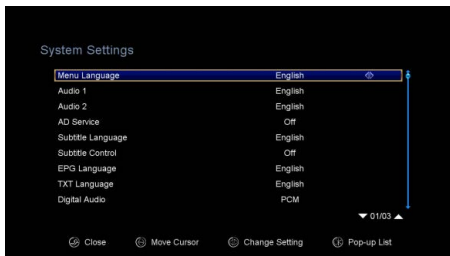 System Settings
Menu Language English
Audio 1 English
Audio 2 English
AD Service Off
Subtitle Language English
Subtitle Control Off
EPG Language English
TXT Language English
Digital Audio PCM
01/03
Close Move Cursor Change Setting Pop-up List